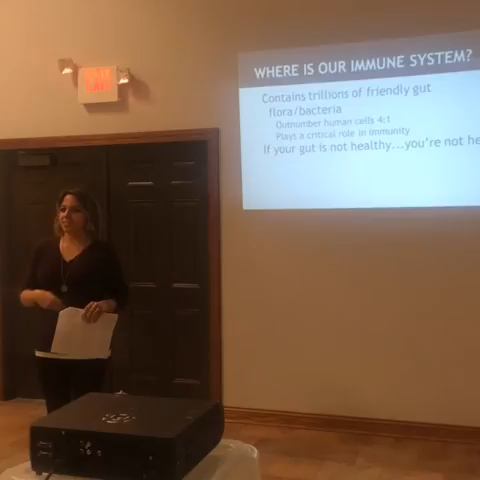 WHERE IS OUR IMMUNE SYSTEM?
Contains trillions of friendly gut
flora/bacteria
Outnumber human cells 4:1
Plays a critical role in immunity
If your gut is not healthy...you're not he